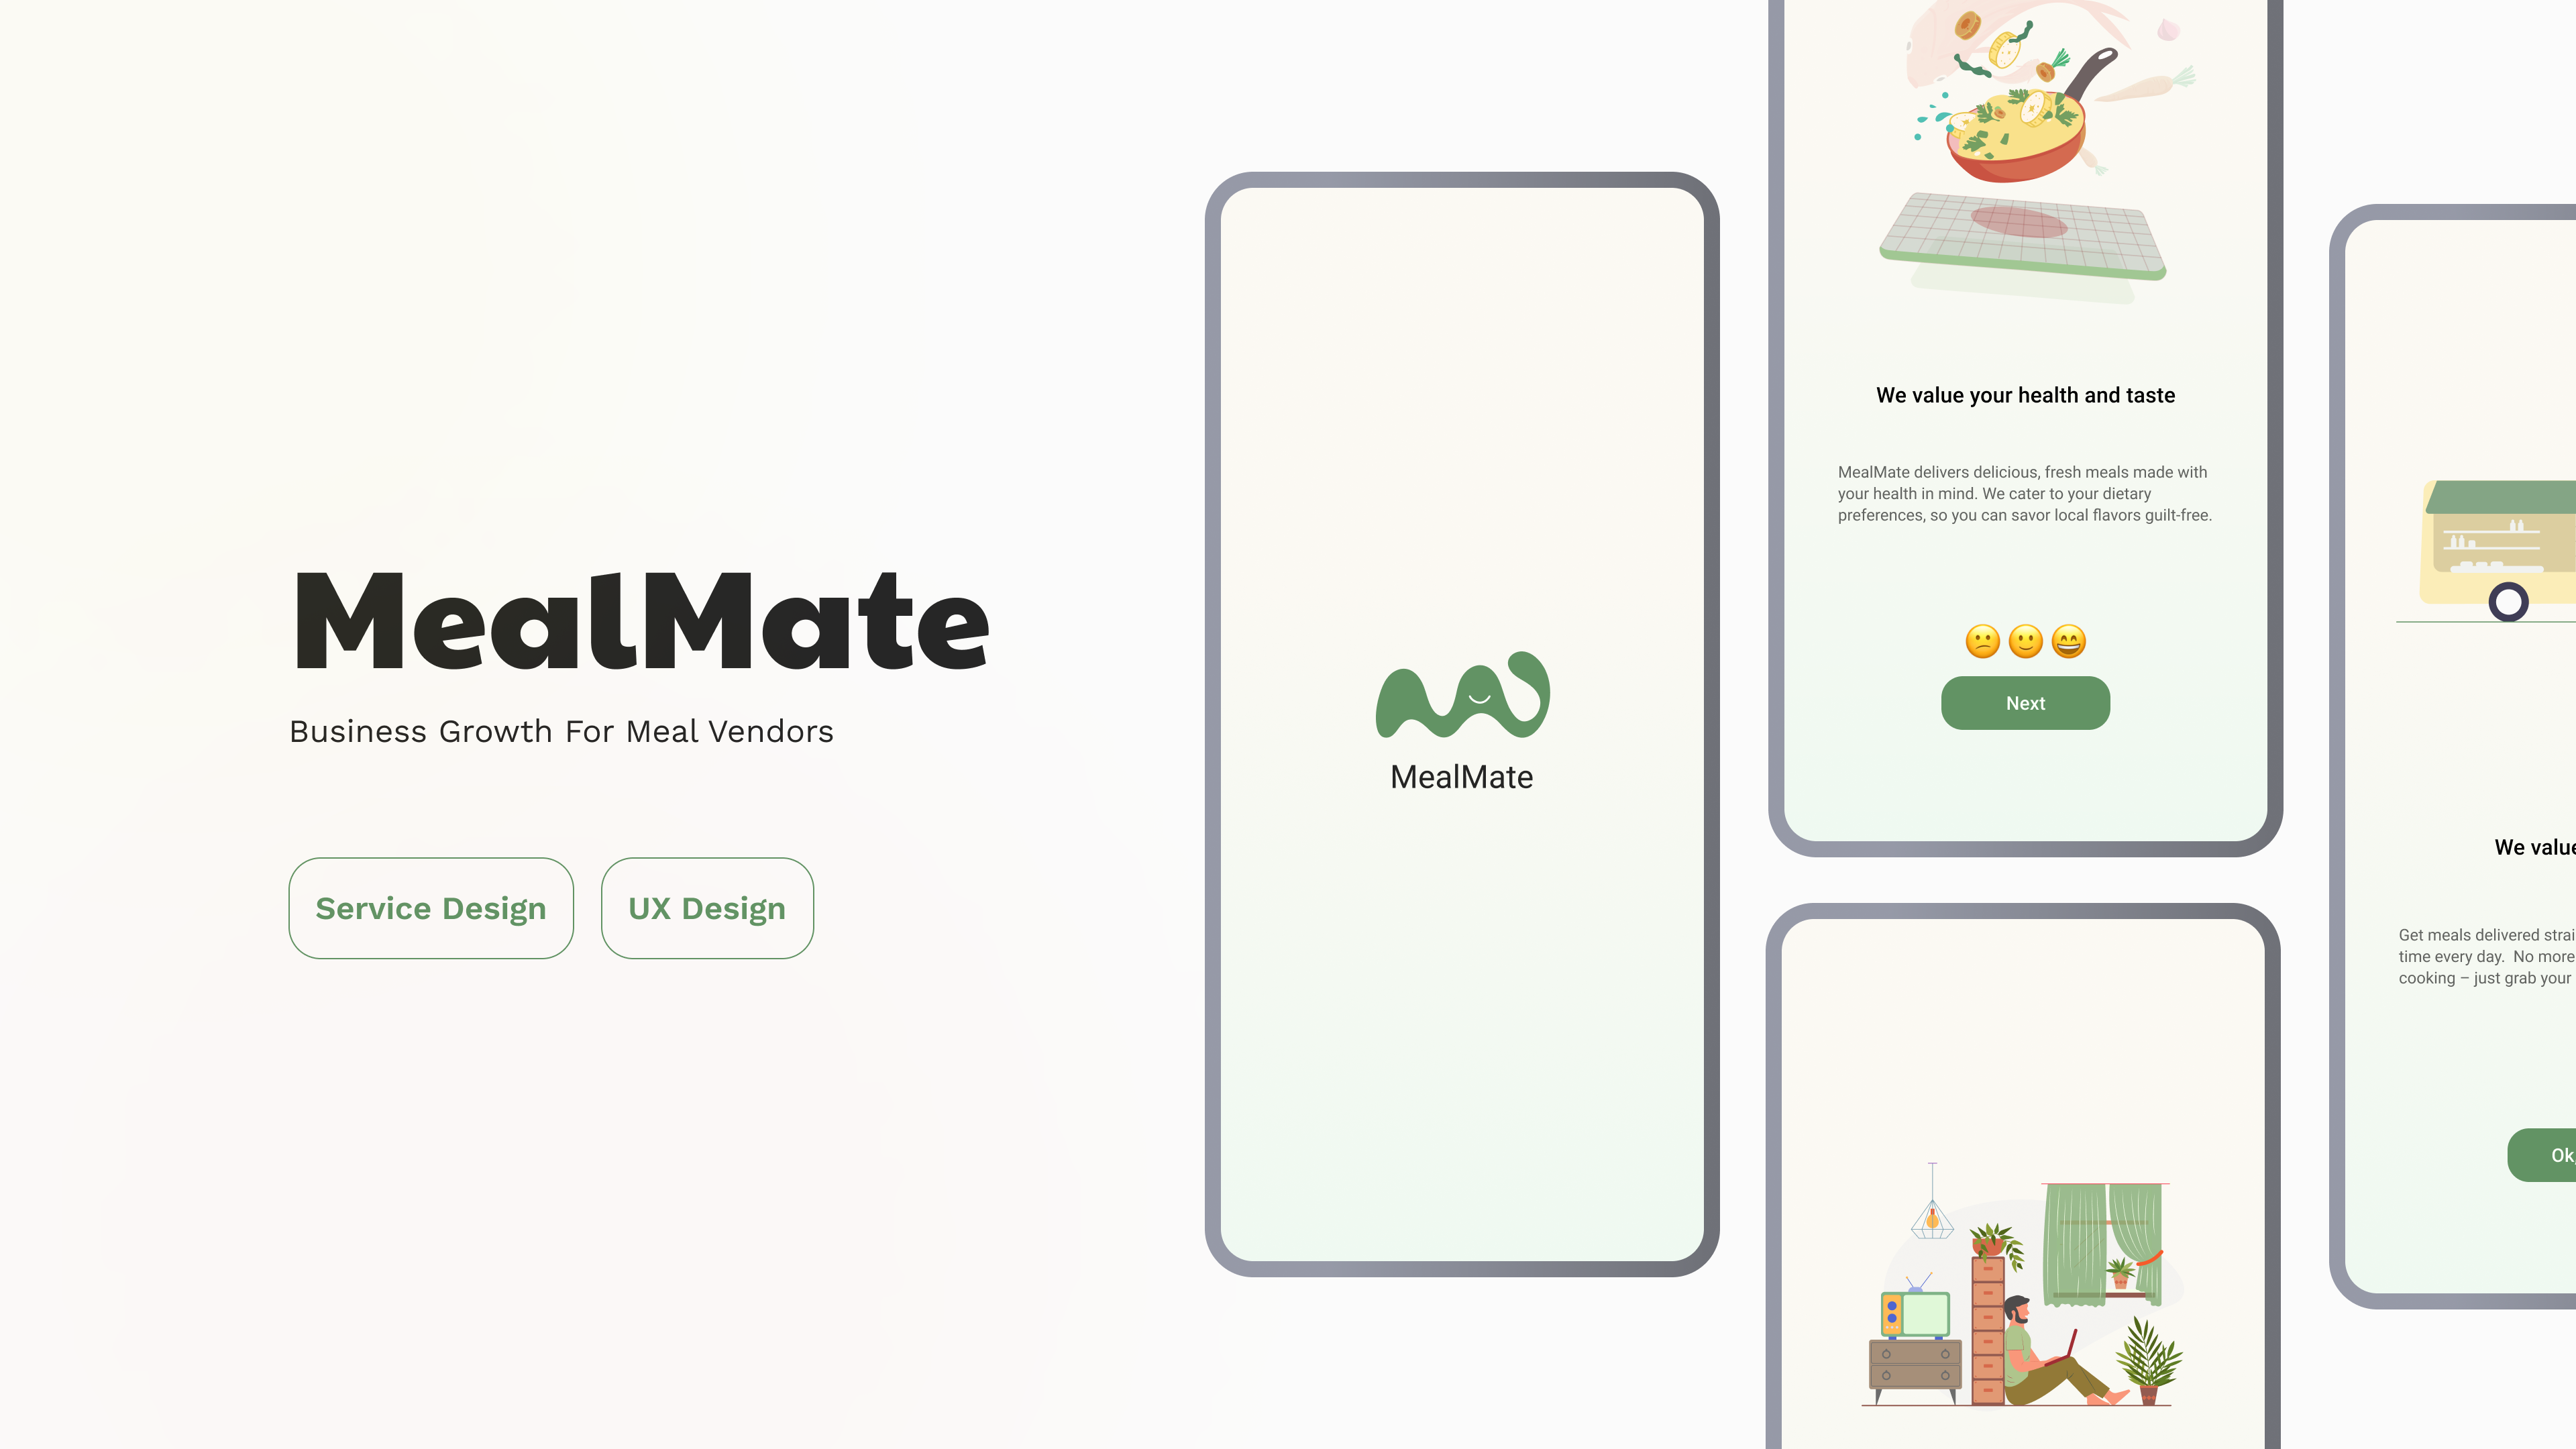 MealMate
Business Growth For Meal Vendors
Service Design
UX Design
MealMate
We value your health and taste
MealMate delivers delicious, fresh meals made with
your health in mind. We cater to your dietary
preferences, so you can savor local flavors guilt-free.
Next
We value
Get meals delivered strai
time every day.  No more
cooking – just grab your
Ok